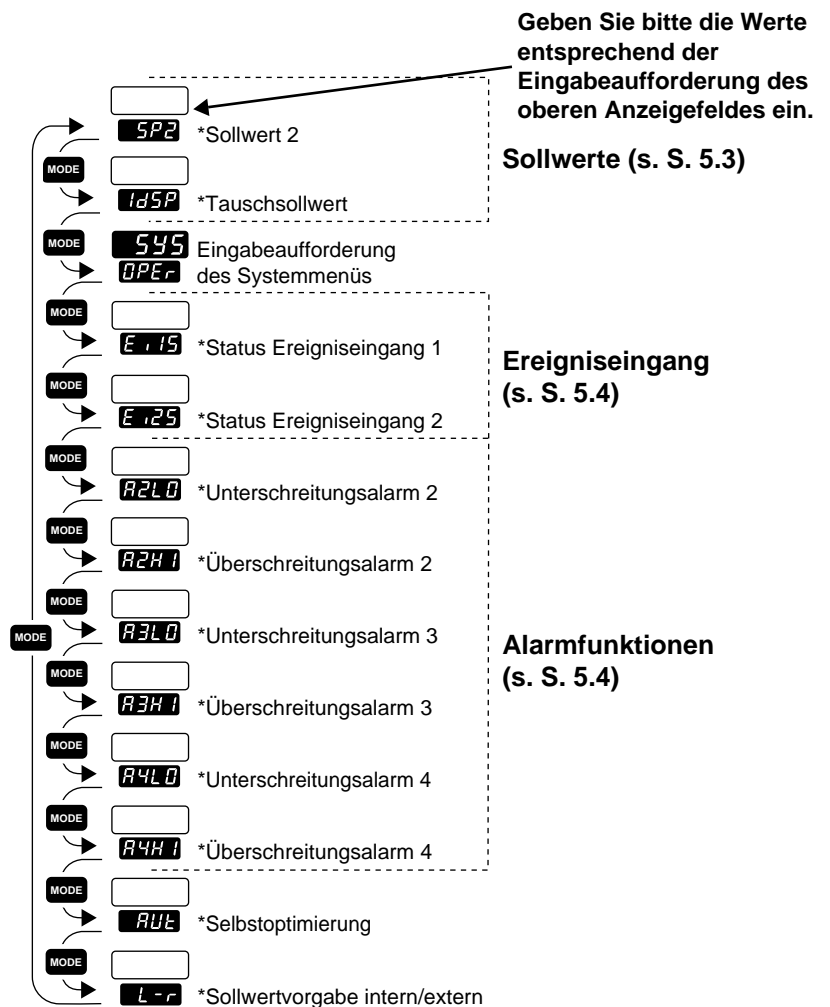 Geben Sie bitte die Werte
entsprechend der
Eingabeaufforderung des
oberen Anzeigefeldes ein.
SP2 *Sollwert 2
Sollwerte (s. S. 5.3)
MODE
IdSP *Tauschsollwert
MODE
SYS Eingabeaufforderung
OPEr des Systemmenüs
MODE
Ei1S *Status Ereigniseingang 1
Ereigniseingang
(s. S. 5.4)
MODE
Ei2S *Status Ereigniseingang 2
MODE
A2LO *Unterschreitungsalarm 2
MODE
A2HI *Überschreitungsalarm 2
MODE
A3LO *Unterschreitungsalarm 3
MODE
Alarmfunktionen
(s. S. 5.4)
MODE
A3HI *Überschreitungsalarm 3
MODE
A4LO *Unterschreitungsalarm 4
MODE
A4HI *Überschreitungsalarm 4
MODE
AUt *Selbstoptimierung
MODE
L-r *Sollwertvorgabe intern/extern